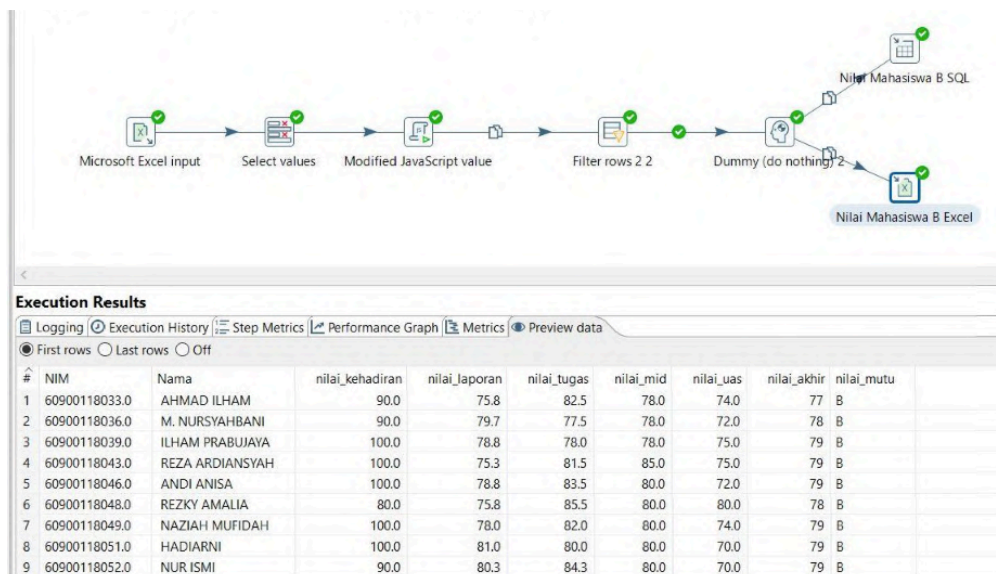 Nilai Mahasiswa B SQL
Microsoft Excel input
Select values
Modified JavaScript value
Filter rows 2 2
Dummy (do nothing) 2
Nilai Mahasiswa B Excel
Execution Results
Logging Execution History Step Metrics Performance Graph Metrics Preview data
First rows Last rows Off
# NIM Nama nilai_kehadiran nilai_laporan nilai_tugas nilai_mid nilai_uas nilai_akhir nilai_mutu
1 60900118033.0 AHMAD ILHAM 90.0 75.8 82.5 78.0 74.0 77 B
2 60900118036.0 M. NURSYAHBANI 90.0 79.7 77.5 78.0 72.0 78 B
3 60900118039.0 ILHAM PRABUJAYA 100.0 78.8 78.0 78.0 75.0 79 B
4 60900118043.0 REZA ARDIANSYAH 100.0 75.3 81.5 85.0 75.0 79 B
5 60900118046.0 ANDI ANISA 100.0 78.8 83.5 80.0 72.0 79 B
6 60900118048.0 REZKY AMALIA 80.0 75.8 85.5 80.0 80.0 78 B
7 60900118049.0 NAZIAH MUFIDAH 100.0 78.0 82.0 80.0 74.0 79 B
8 60900118051.0 HADIARNI 100.0 81.0 80.0 80.0 70.0 79 B
9 60900118052.0 NUR ISMI 90.0 80.3 84.3 80.0 70.0 79 B